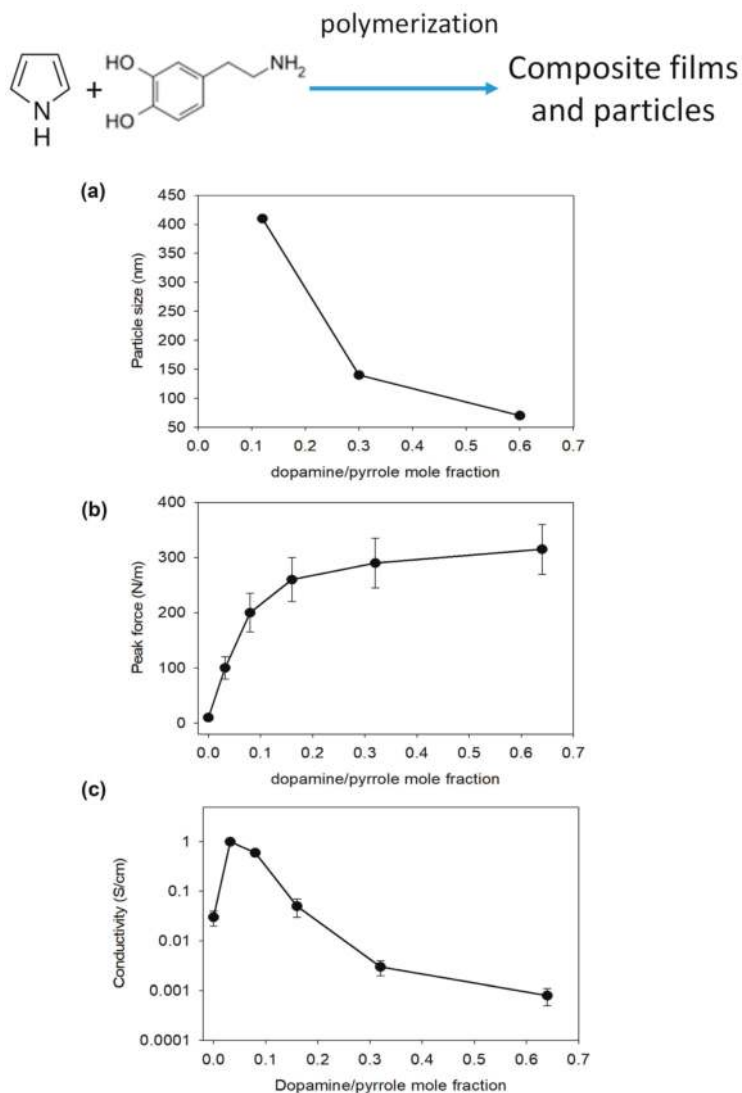 polymerization
N
H
+
HO
HO
NH2
Composite films
and particles
(a)
Particle size (nm)
450
400
350
300
250
200
150
100
50
0.0 0.1 0.2 0.3 0.4 0.5 0.6 0.7
dopamine/pyrrole mole fraction
(b)
Peak force (N/m)
400
300
200
100
0
0.0 0.1 0.2 0.3 0.4 0.5 0.6 0.7
dopamine/pyrrole mole fraction
(c)
Conductivity (S/cm)
1
0.1
0.01
0.001
0.0001
0.0 0.1 0.2 0.3 0.4 0.5 0.6 0.7
Dopamine/pyrrole mole fraction